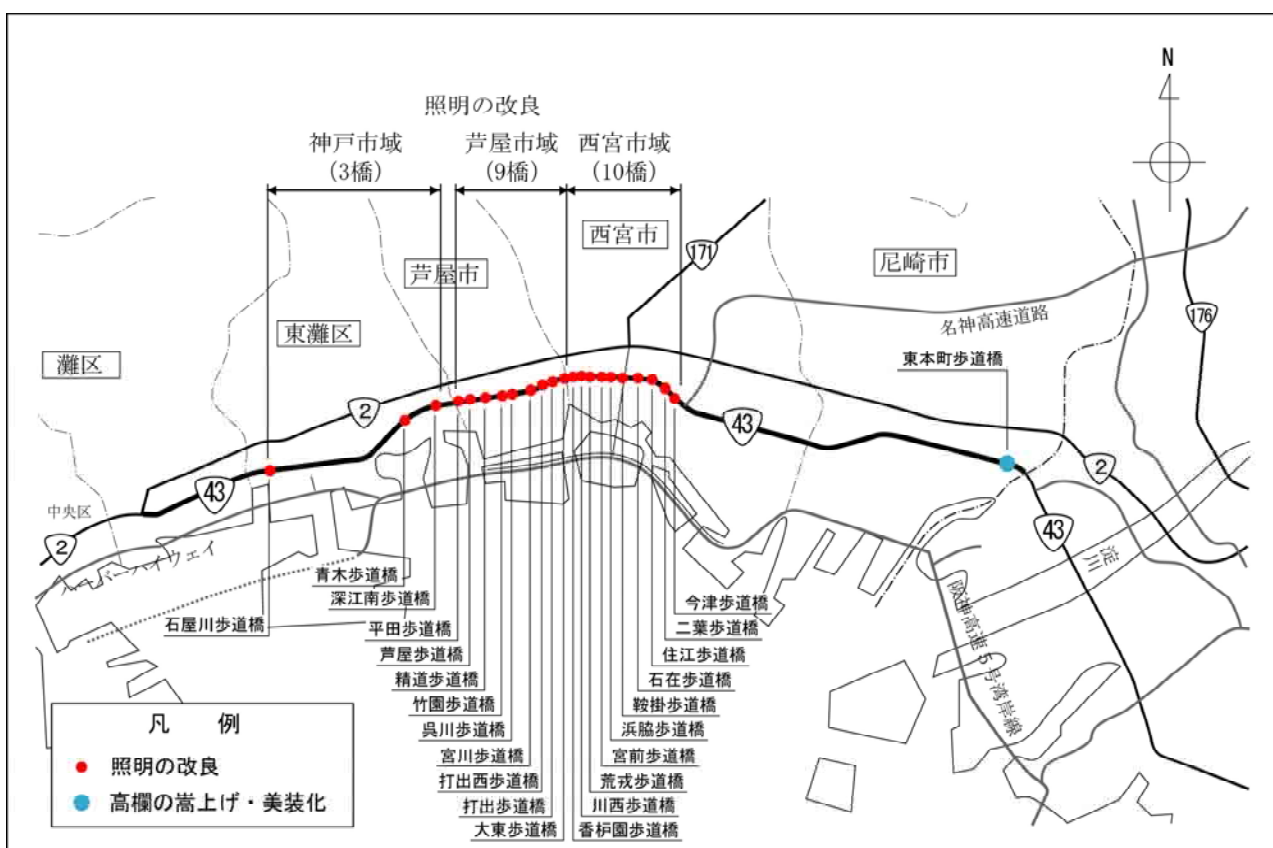 照明の改良
神戸市域
(3橋)
芦屋市域
(9橋)
西宮市域
(10橋)
N
西宮市
171
芦屋市
尼崎市
名神高速道路
176
東灘区
東本町歩道橋
灘区
2
43
2
43
中央区
2
43
淀川
ハーバーハイウェイ
阪神高速5号湾岸線
青木歩道橋
深江南歩道橋
石屋川歩道橋
平田歩道橋
芦屋歩道橋
精道歩道橋
竹園歩道橋
呉川歩道橋
宮川歩道橋
打出西歩道橋
打出歩道橋
大東歩道橋
今津歩道橋
二葉歩道橋
住江歩道橋
石在歩道橋
鞍掛歩道橋
浜脇歩道橋
宮前歩道橋
荒戎歩道橋
川西歩道橋
香枦園歩道橋
凡 例
照明の改良
高欄の嵩上げ・美装化